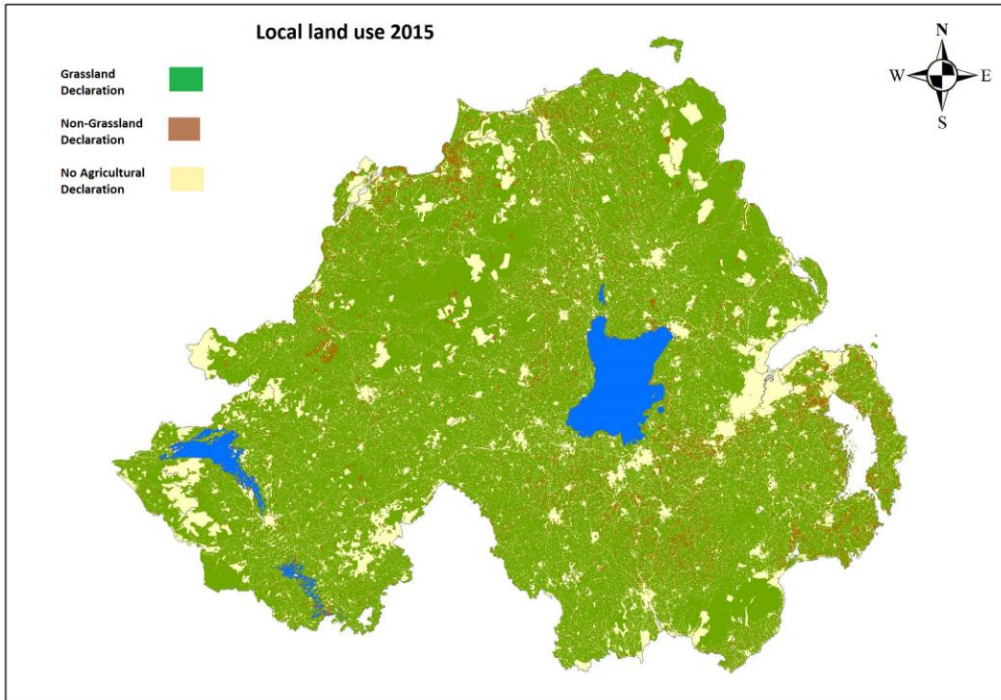 Local land use 2015
N
W E
S
Grassland
Declaration
Non-Grassland
Declaration
No Agricultural
Declaration